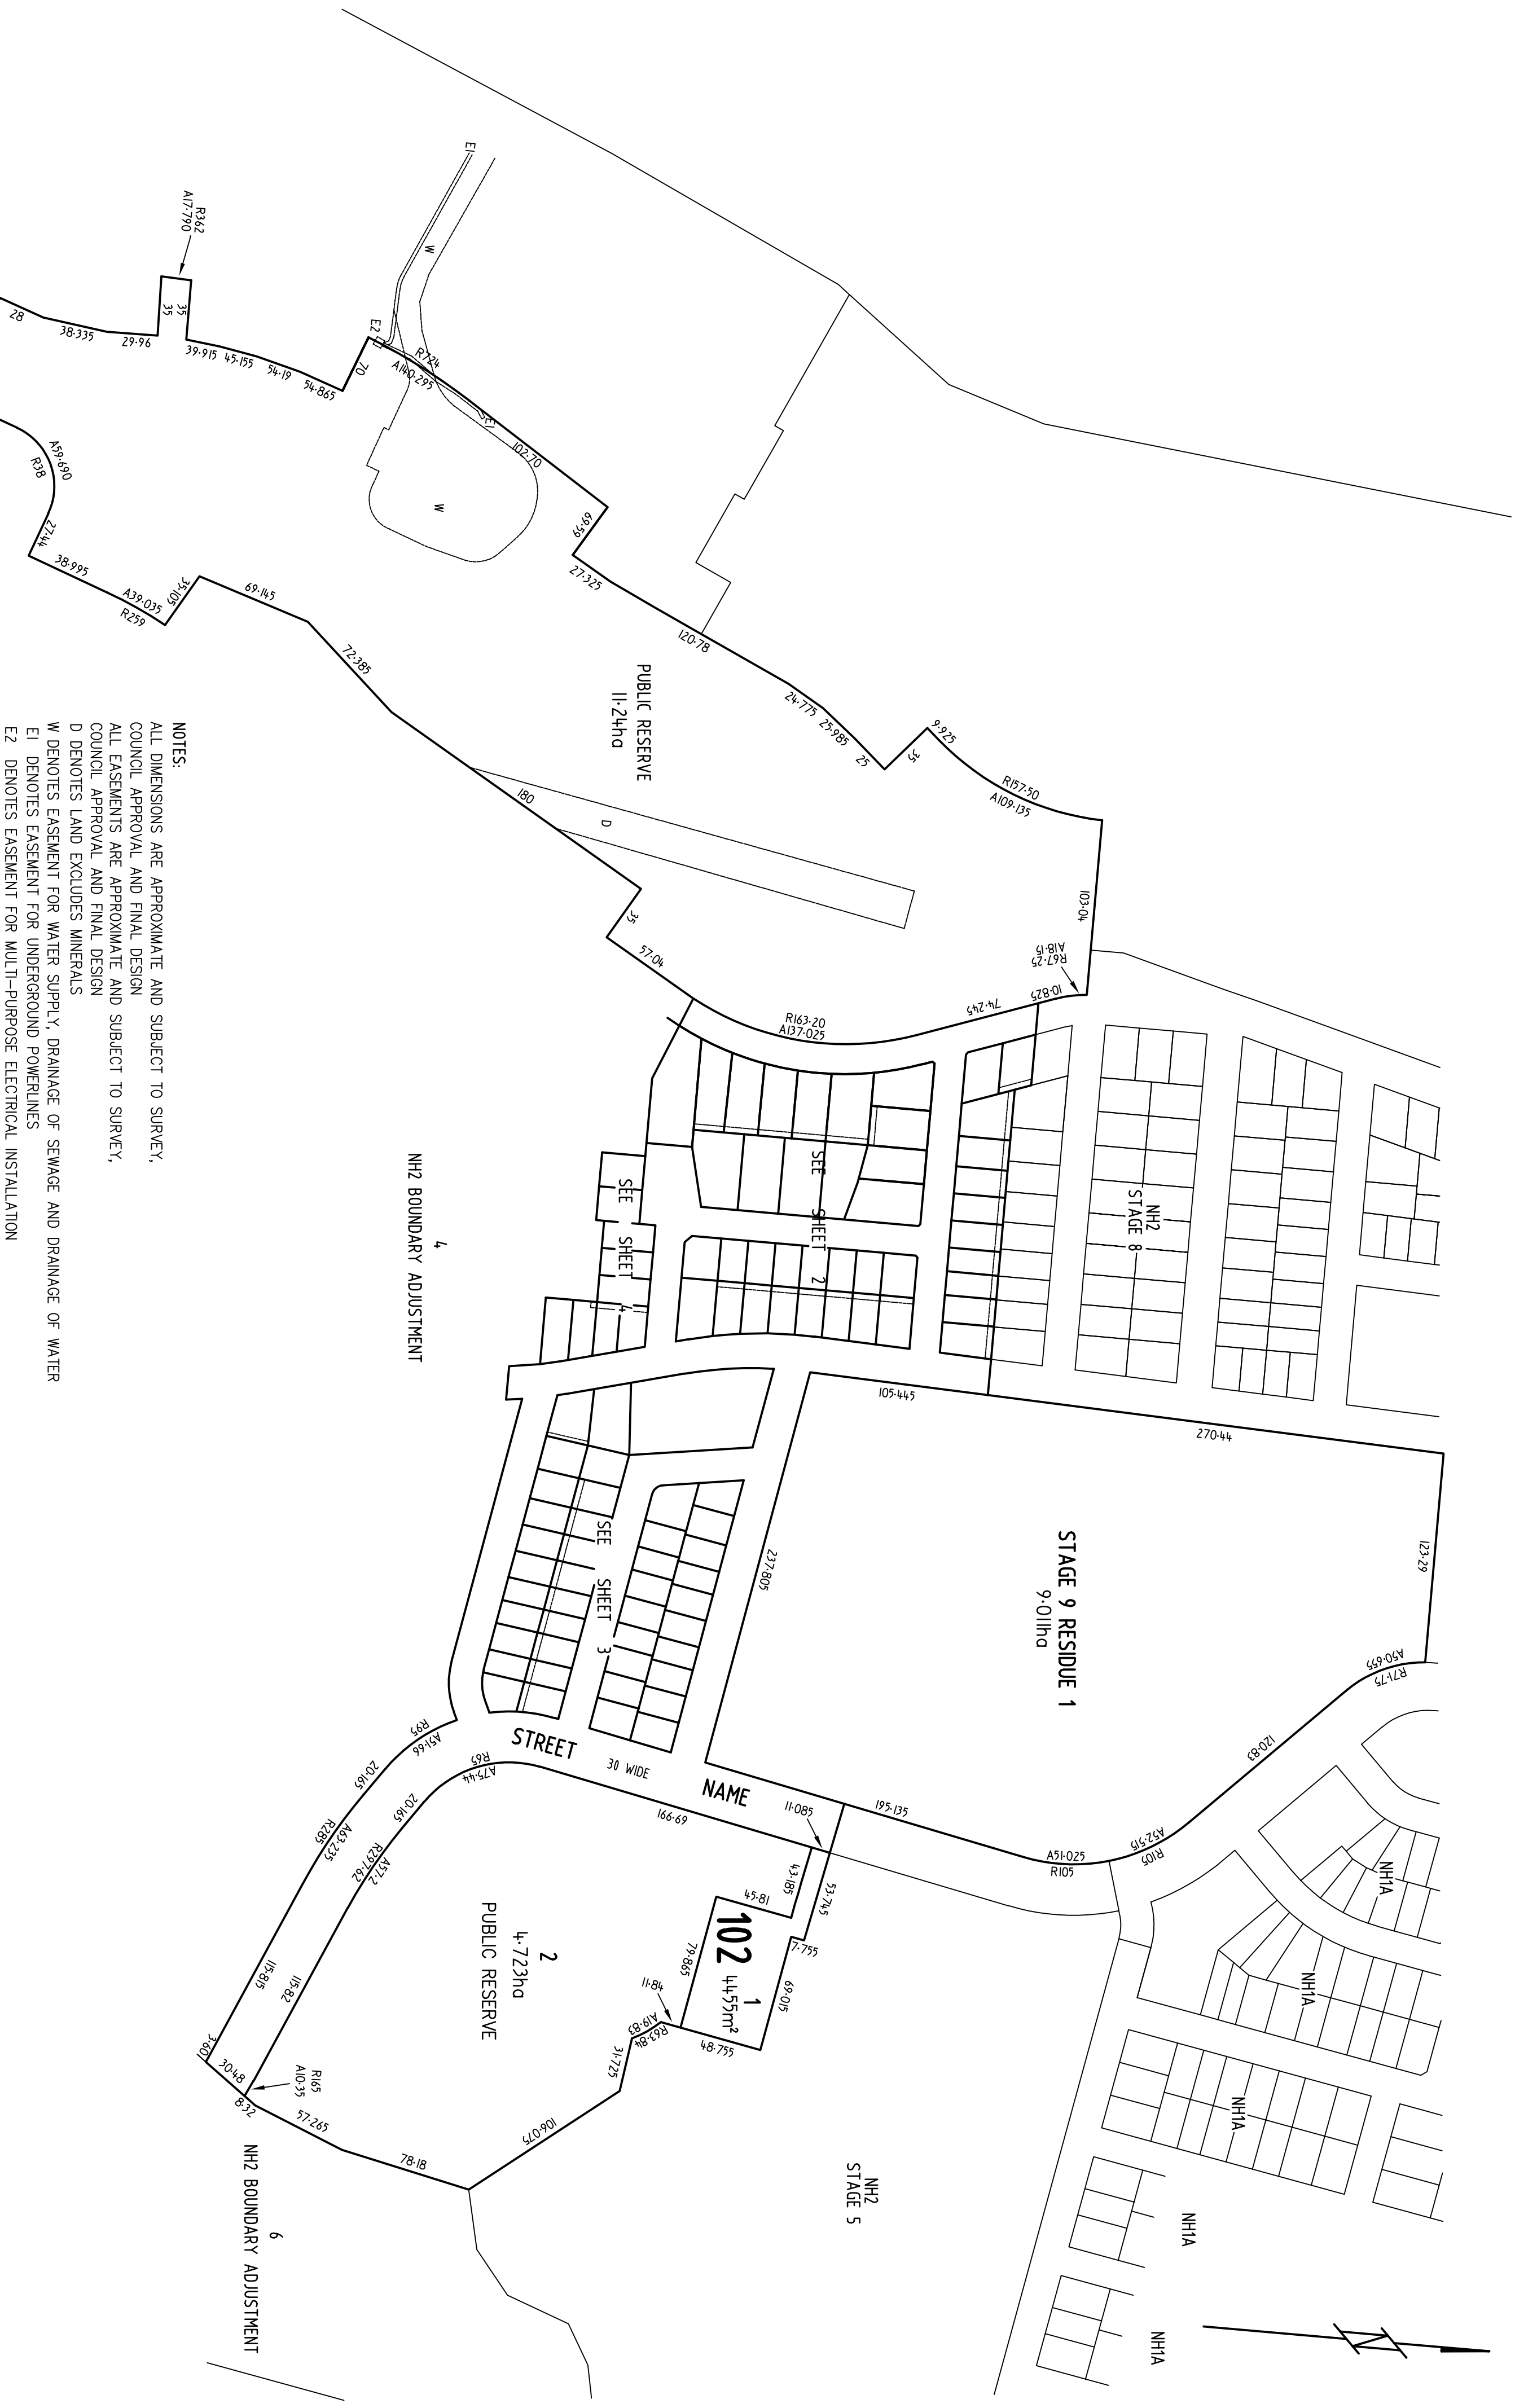 R362
A17·790
28
38·335
29·96
35
35
39·915
45·155
54·19
54·865
70
E1
W
E2
R724
A140·295
E1
102·70
W
69·59
27·325
120·78
24·775
25·985
25
35
9·925
R157·50
A109·135
103·04
R67·25
A18·15
10·825
74·245
R163·20
A137·025
57·04
35
180
D
72·385
69·145
35·105
A39·035
R259
38·995
27·44
A59·690
R38
PUBLIC RESERVE
11·24ha
NH2
STAGE 8
SEE SHEET 2
SEE SHEET 4
SEE SHEET 3
4
NH2 BOUNDARY ADJUSTMENT
105·445
270·44
123·29
STAGE 9 RESIDUE 1
9·011ha
237·805
A50·655
R71·75
120·83
A52·515
R105
A51·025
R105
195·135
11·085
STREET NAME
30 WIDE
166·69
R65
A75·44
R95
A51·66
20·165
20·165
A63·235
R285
A57·2
R297·62
115·815
115·82
3·601
30·48
8·32
R165
A10·35
57·265
78·18
106·075
31·725
A19·83
R63·84
11·84
48·755
69·015
7·755
53·745
43·185
45·81
79·865
102
1
4455m²
2
4·723ha
PUBLIC RESERVE
NH2
STAGE 5
6
NH2 BOUNDARY ADJUSTMENT
NH1A
NH1A
NH1A
NH1A
NH1A
NOTES:
ALL DIMENSIONS ARE APPROXIMATE AND SUBJECT TO SURVEY,
COUNCIL APPROVAL AND FINAL DESIGN
ALL EASEMENTS ARE APPROXIMATE AND SUBJECT TO SURVEY,
COUNCIL APPROVAL AND FINAL DESIGN
D DENOTES LAND EXCLUDES MINERALS
W DENOTES EASEMENT FOR WATER SUPPLY, DRAINAGE OF SEWAGE AND DRAINAGE OF WATER
E1 DENOTES EASEMENT FOR UNDERGROUND POWERLINES
E2 DENOTES EASEMENT FOR MULTI-PURPOSE ELECTRICAL INSTALLATION